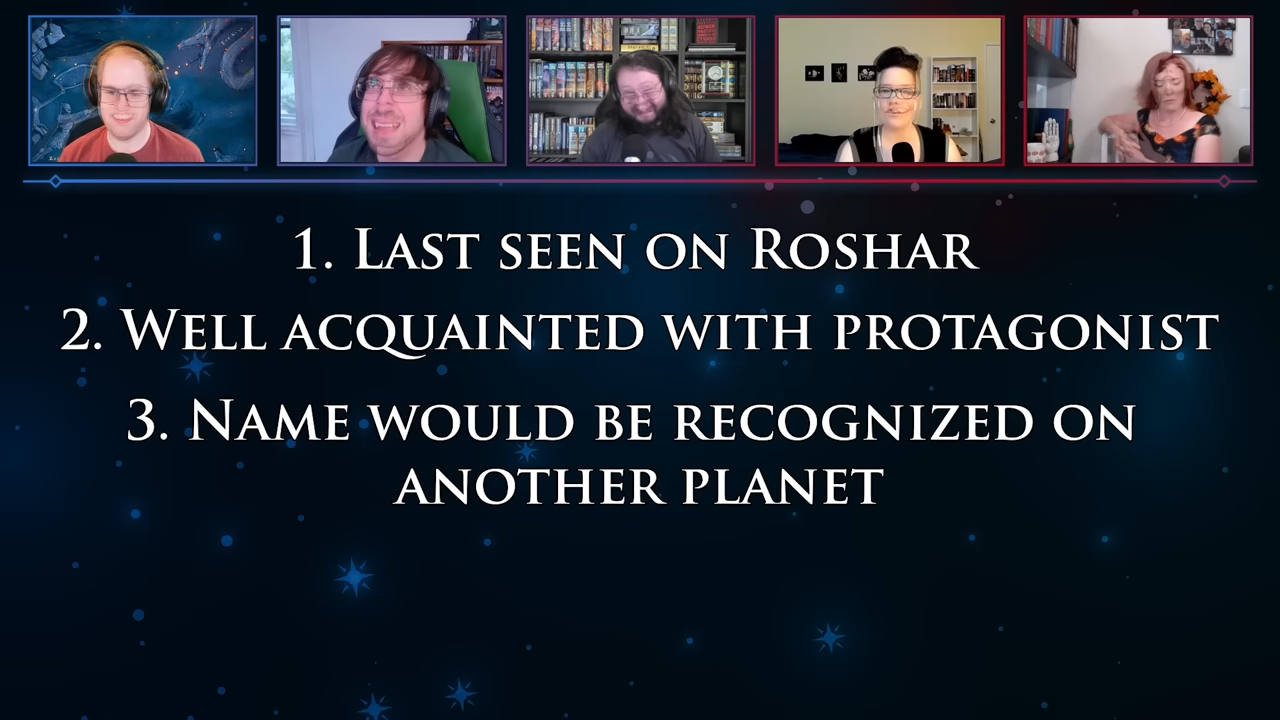 1. Last seen on Roshar
2. Well acquainted with protagonist
3. Name would be recognized on
another planet